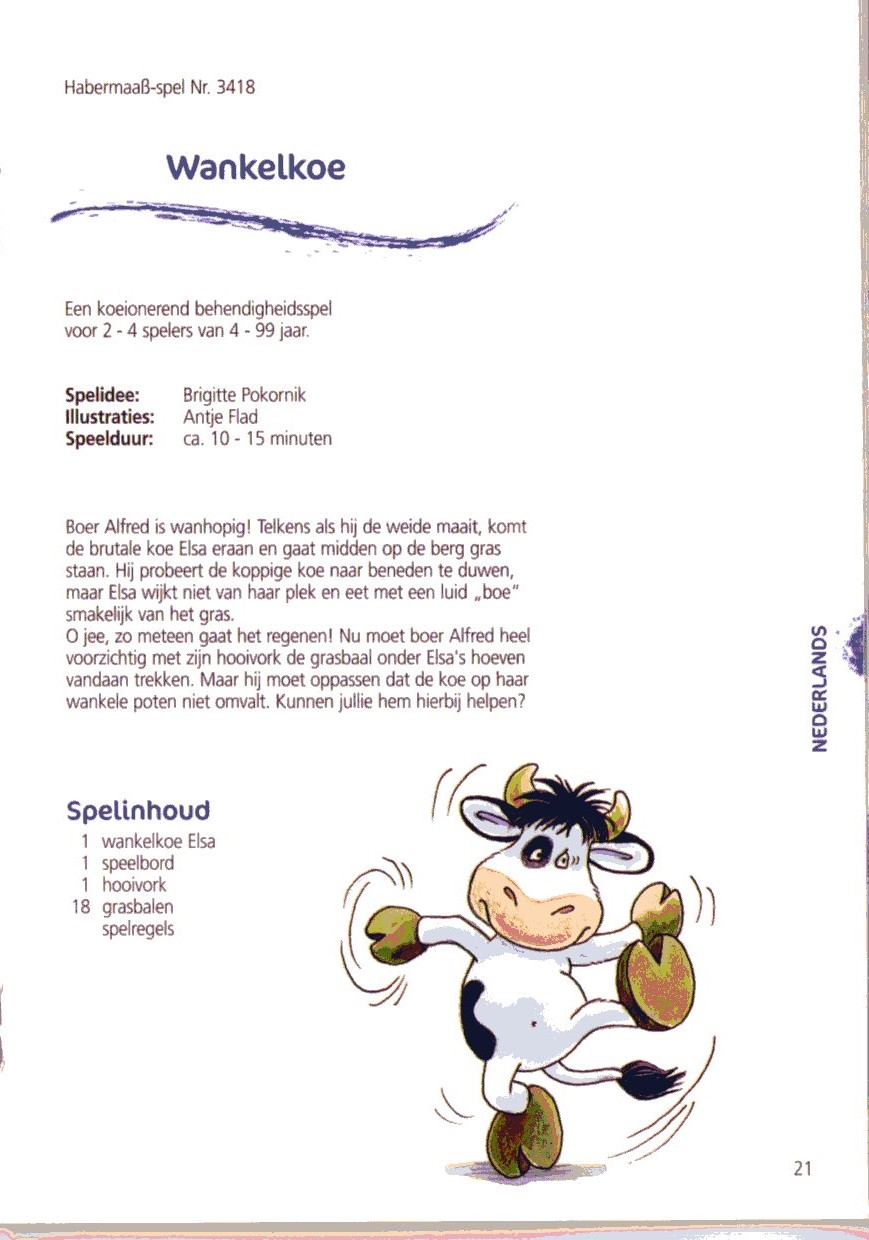 Habermaaß-spel Nr. 3418
Wankelkoe
Een koeionerend behendigheidsspel
voor 2 - 4 spelers van 4 - 99 jaar.
Spelidee: Brigitte Pokornik
Illustraties: Antje Flad
Speelduur: ca. 10 - 15 minuten
Boer Alfred is wanhopig! Telkens als hij de weide maait, komt
de brutale koe Elsa eraan en gaat midden op de berg gras
staan. Hij probeert de koppige koe naar beneden te duwen,
maar Elsa wijkt niet van haar plek en eet met een luid „boe"
smakelijk van het gras.
O jee, zo meteen gaat het regenen! Nu moet boer Alfred heel
voorzichtig met zijn hooivork de grasbaal onder Elsa's hoeven
vandaan trekken. Maar hij moet oppassen dat de koe op haar
wankele poten niet omvalt. Kunnen jullie hem hierbij helpen?
NEDERLANDS
Spelinhoud
1 wankelkoe Elsa
1 speelbord
1 hooivork
18 grasbalen
spelregels
21